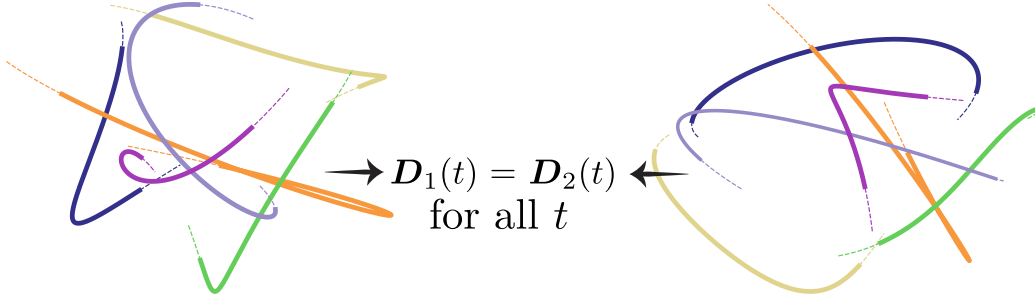 D₁(t) = D₂(t)
for all t